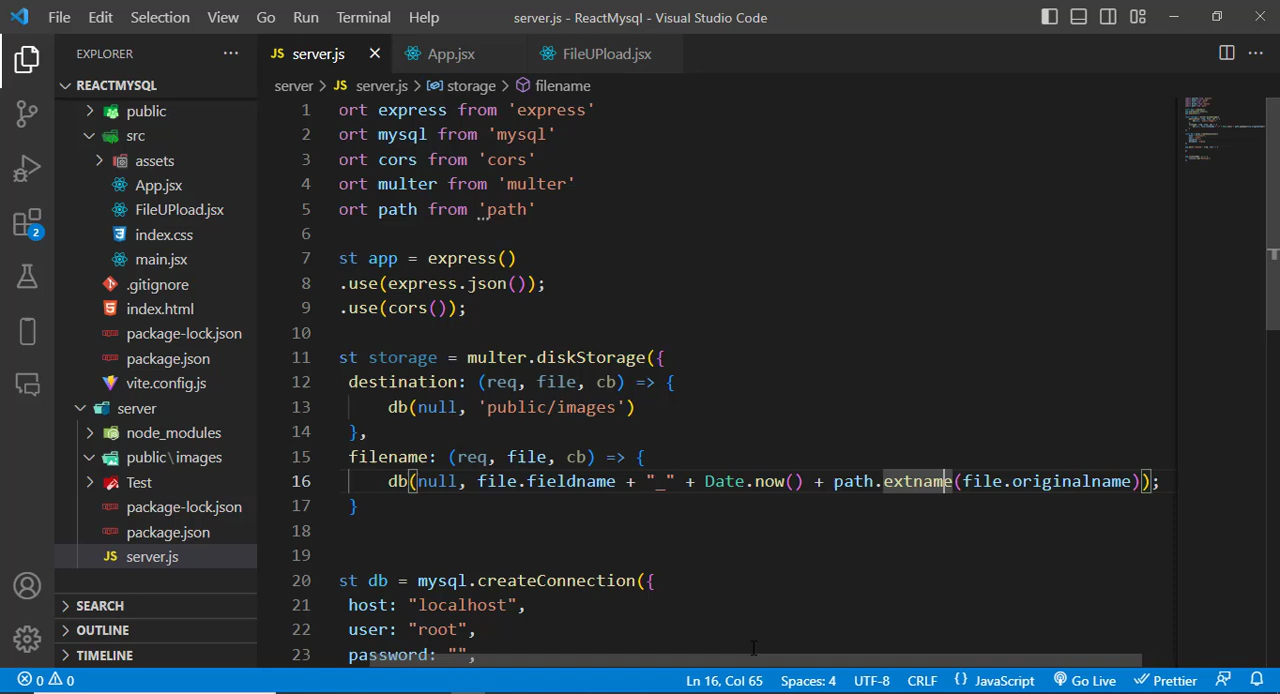 File Edit Selection View Go Run Terminal Help server.js - ReactMysql - Visual Studio Code
EXPLORER ... JS server.js × App.jsx FileUPload.jsx ...
REACTMYSQL server > JS server.js > storage > filename
public
src
assets
App.jsx
FileUPload.jsx
index.css
main.jsx
.gitignore
index.html
package-lock.json
package.json
vite.config.js
server
node_modules
public\images
Test
package-lock.json
package.json
JS server.js
SEARCH
OUTLINE
TIMELINE
2
1 ort express from 'express'
2 ort mysql from 'mysql'
3 ort cors from 'cors'
4 ort multer from 'multer'
5 ort path from 'path'
6
7 st app = express()
8 .use(express.json());
9 .use(cors());
10
11 st storage = multer.diskStorage({
12 destination: (req, file, cb) => {
13 db(null, 'public/images')
14 },
15 filename: (req, file, cb) => {
16 db(null, file.fieldname + "_" + Date.now() + path.extname(file.originalname));
17 }
18
19
20 st db = mysql.createConnection({
21 host: "localhost",
22 user: "root",
23 password: "",
0 0 Ln 16, Col 65 Spaces: 4 UTF-8 CRLF {} JavaScript Go Live Prettier